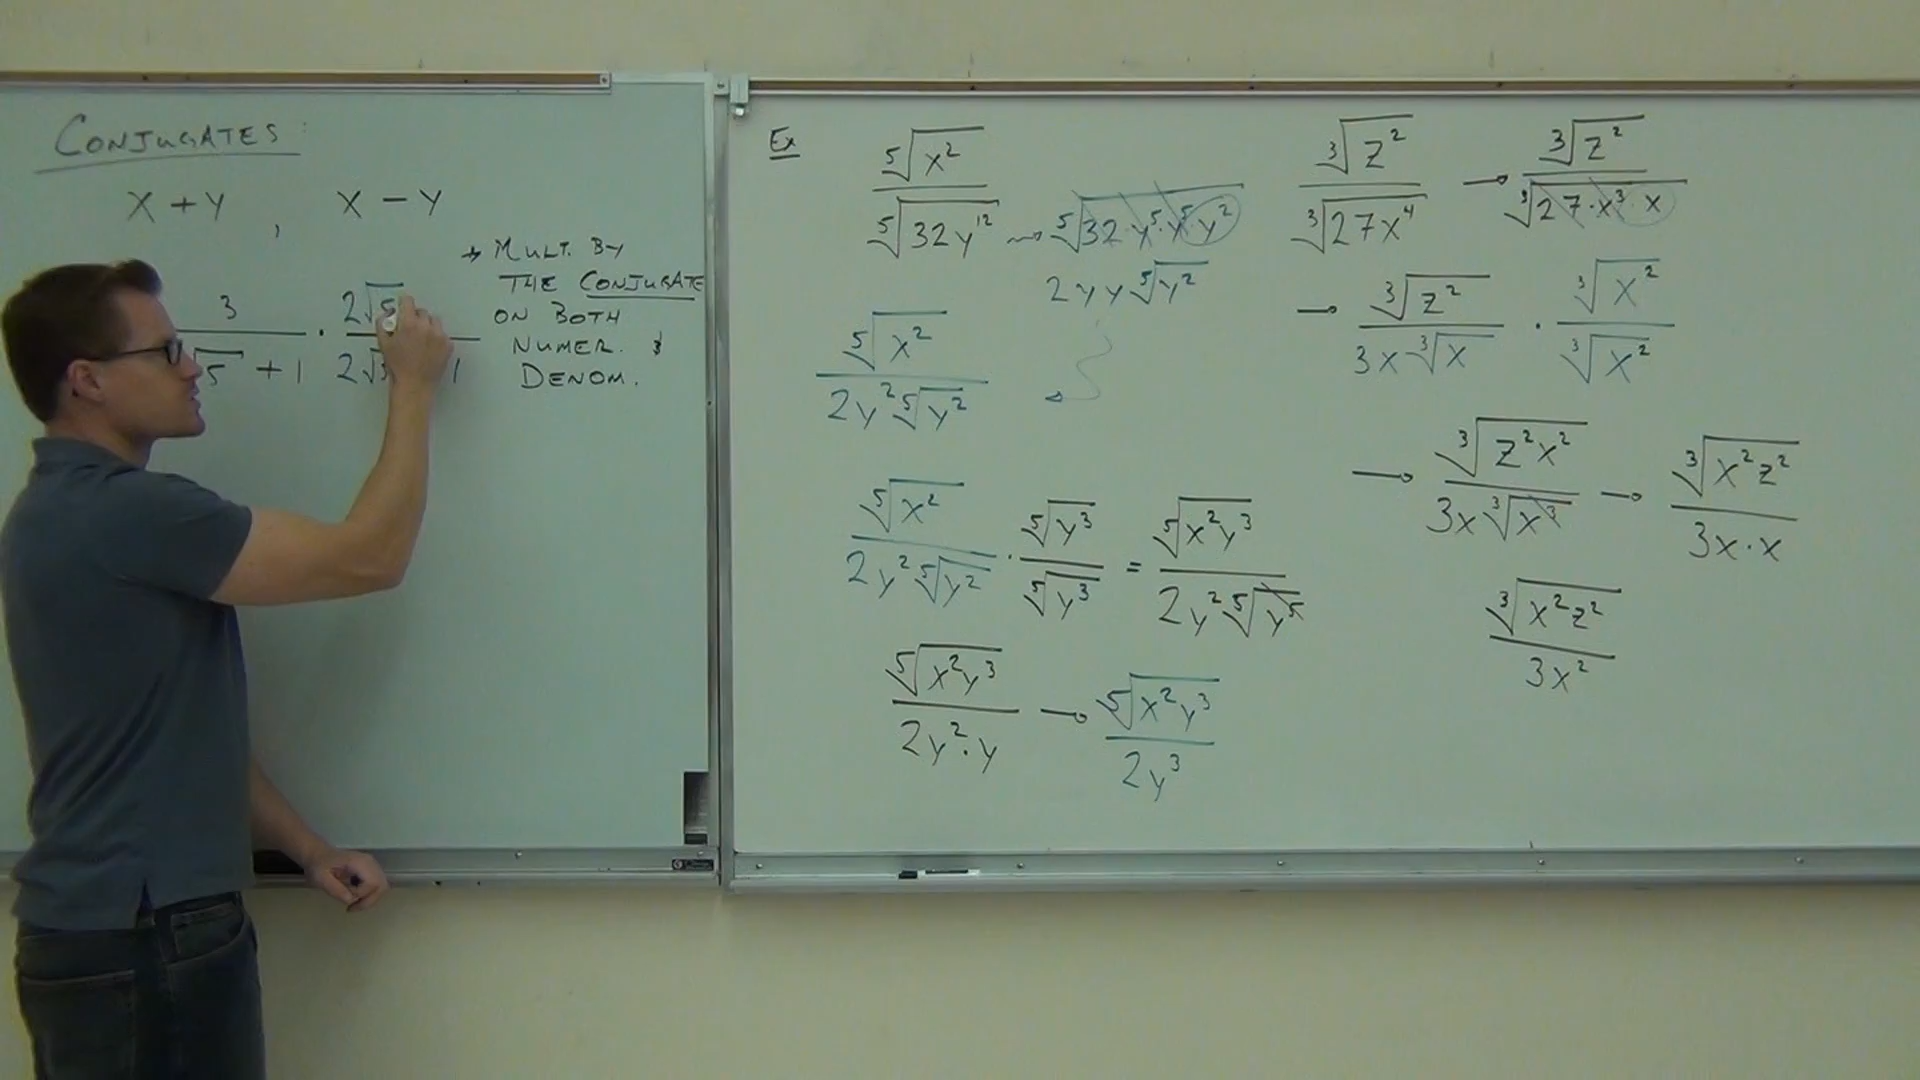 CONJUGATES:
X + Y , X − Y
→ MULT. BY
THE CONJUGATE
ON BOTH
NUMER. &
DENOM.
3 / √5 + 1 · 2√5 / 2√5 1
Ex
⁵√x² / ⁵√32y¹² → ⁵√32·y⁵·y⁵·y²
2yy ⁵√y²
⁵√x² / 2y² ⁵√y²
⁵√x² / 2y² ⁵√y² · ⁵√y³ / ⁵√y³ = ⁵√x²y³ / 2y² ⁵√y⁵
⁵√x²y³ / 2y²·y → ⁵√x²y³ / 2y³
³√z² / ³√27x⁴ → ³√z² / ³√27·x³·x
→ ³√z² / 3x ³√x · ³√x² / ³√x²
→ ³√z²x² / 3x ³√x³ → ³√x²z² / 3x·x
³√x²z² / 3x²